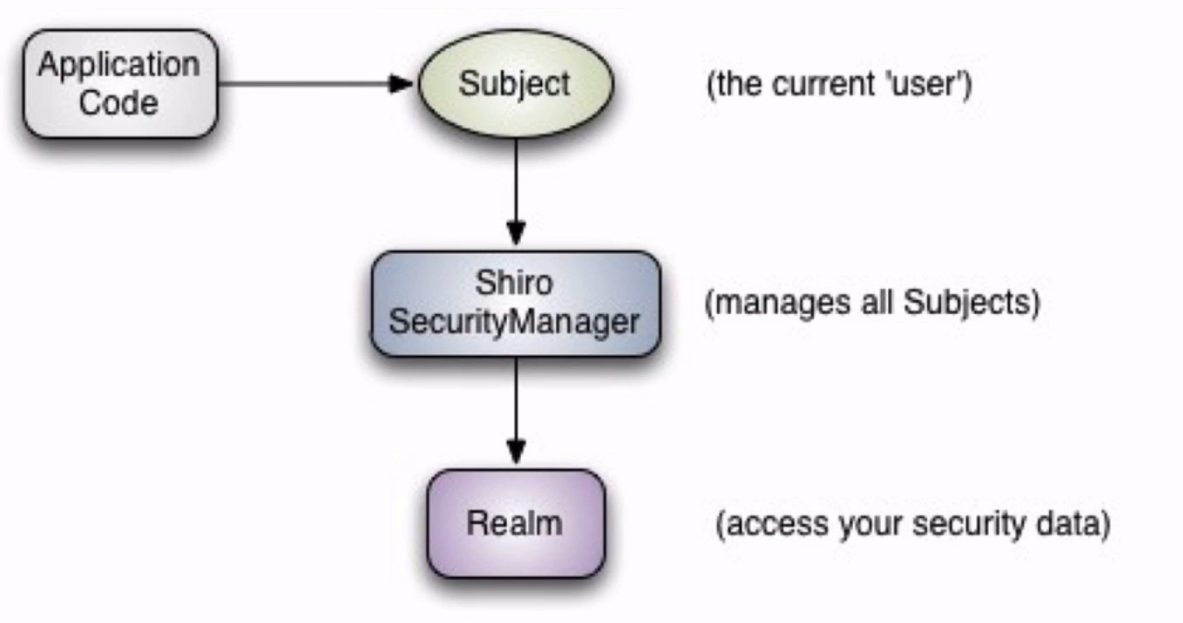 Application
Code
Subject
(the current 'user')
Shiro
SecurityManager
(manages all Subjects)
Realm
(access your security data)